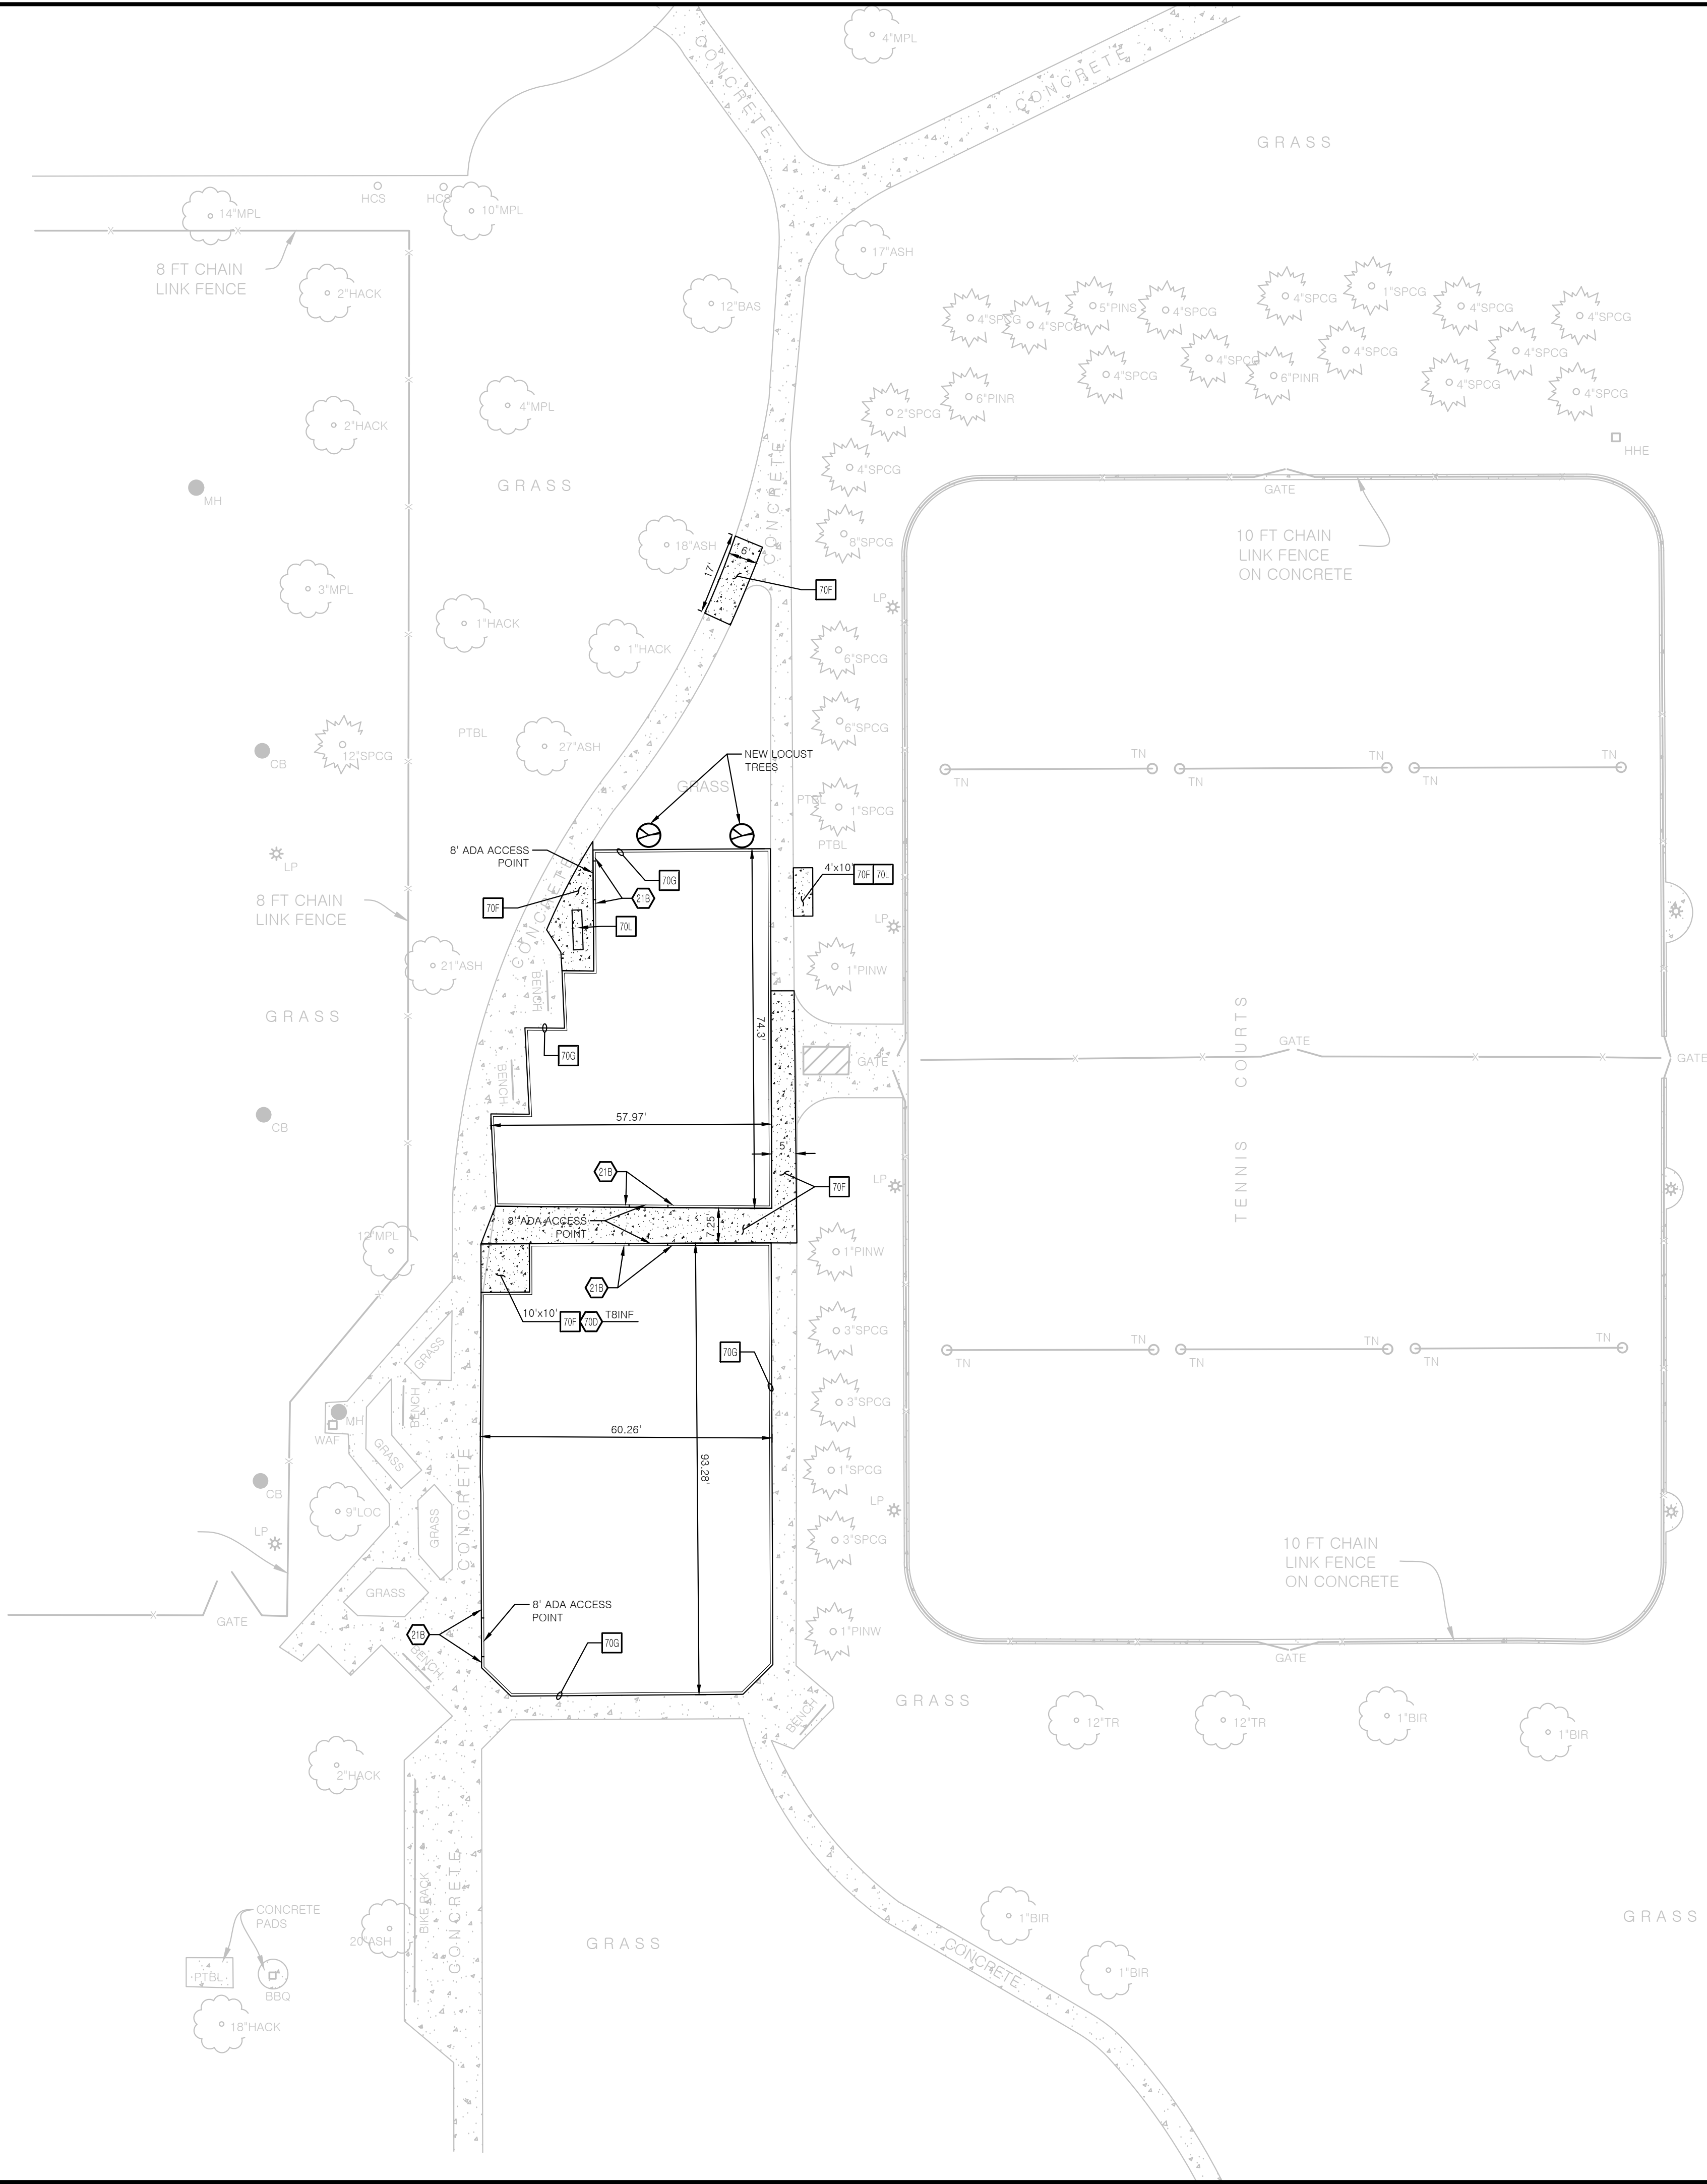 CONCRETE
4"MPL
CONCRETE
GRASS
HCS
HCS
14"MPL
10"MPL
8 FT CHAIN
LINK FENCE
17"ASH
2"HACK
12"BAS
4"SPCG
4"SPCG
5"PINS
4"SPCG
4"SPCG
1"SPCG
4"SPCG
4"SPCG
4"SPCG
4"SPCG
6"PINR
4"SPCG
4"SPCG
4"SPCG
4"SPCG
6"PINR
2"SPCG
4"MPL
2"HACK
HHE
CONCRETE
4"SPCG
GRASS
GATE
MH
10 FT CHAIN
LINK FENCE
ON CONCRETE
18"ASH
6'
17'
8"SPCG
70F
LP
3"MPL
1"HACK
1"HACK
6"SPCG
6"SPCG
PTBL
27"ASH
12"SPCG
CB
NEW LOCUST
TREES
GRASS
PTBL
1"SPCG
TN
TN
TN
TN
TN
TN
PTBL
8' ADA ACCESS
POINT
LP
4'x10'
70F
70L
70G
21B
70F
70L
8 FT CHAIN
LINK FENCE
CONCRETE
LP
21"ASH
1"PINW
BENCH
GRASS
74.3'
70G
GATE
GATE
GATE
TENNIS COURTS
BENCH
CB
57.97'
5'
21B
70F
LP
8' ADA ACCESS
POINT
7.25'
12"MPL
1"PINW
21B
10'x10'
70F
70D
T8INF
3"SPCG
GRASS
70G
TN
TN
TN
TN
TN
TN
BENCH
3"SPCG
MH
WAF
GRASS
60.26'
93.28'
CONCRETE
1"SPCG
CB
9"LOC
GRASS
LP
LP
3"SPCG
10 FT CHAIN
LINK FENCE
ON CONCRETE
GRASS
GATE
8' ADA ACCESS
POINT
21B
70G
1"PINW
BENCH
GATE
GRASS
BENCH
12"TR
12"TR
1"BIR
1"BIR
2"HACK
CONCRETE
PADS
BIKE RACK
CONCRETE
20"ASH
GRASS
1"BIR
GRASS
CONCRETE
1"BIR
PTBL
BBQ
18"HACK